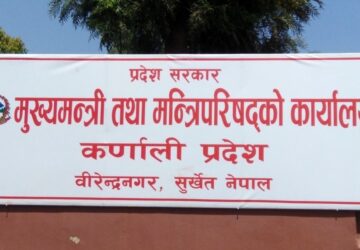 प्रदेश सरकार
मुख्यमन्त्री तथा मन्त्रिपरिषद्को कार्यालय
कर्णाली प्रदेश
वीरेन्द्रनगर, सुर्खेत नेपाल